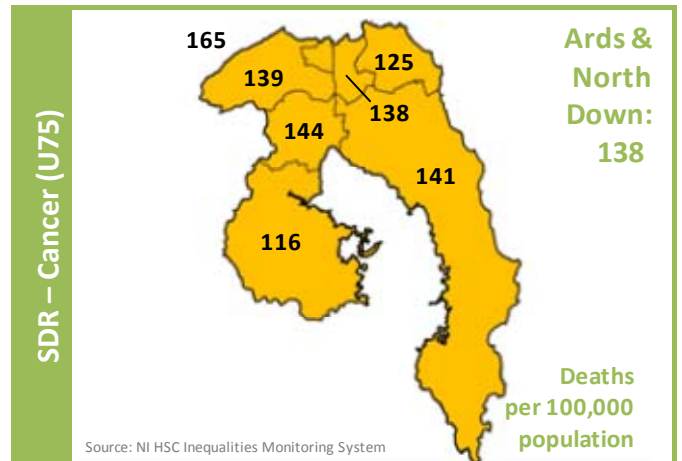 SDR – Cancer (U75)
165
139
125
138
144
141
116
Ards &
North
Down:
138
Deaths
per 100,000
population
Source: NI HSC Inequalities Monitoring System